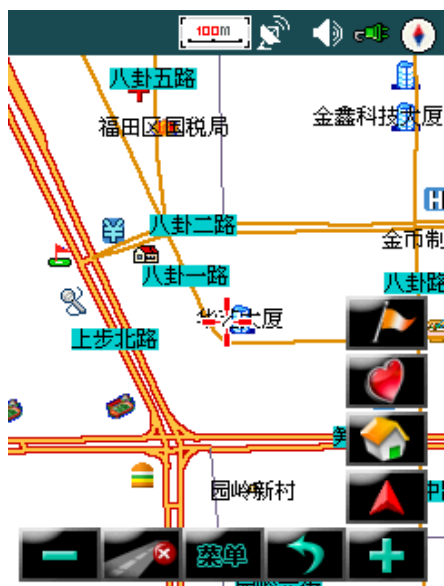 100m
八卦五路
福田区国税局
金鑫科技大厦
八卦二路
金币制
八卦一路
八卦路
大厦
上步北路
园岭新村
菜单